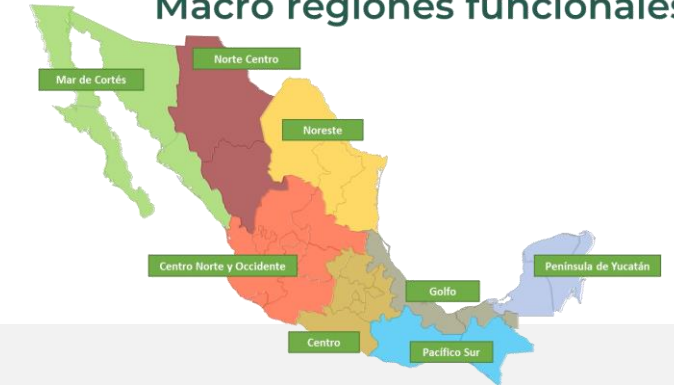 Macro regiones funcionales
Norte Centro
Mar de Cortés
Noreste
Centro Norte y Occidente
Península de Yucatán
Golfo
Centro
Pacífico Sur